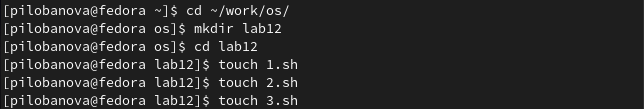 [pilobanova@fedora ~]$ cd ~/work/os/
[pilobanova@fedora os]$ mkdir lab12
[pilobanova@fedora os]$ cd lab12
[pilobanova@fedora lab12]$ touch 1.sh
[pilobanova@fedora lab12]$ touch 2.sh
[pilobanova@fedora lab12]$ touch 3.sh